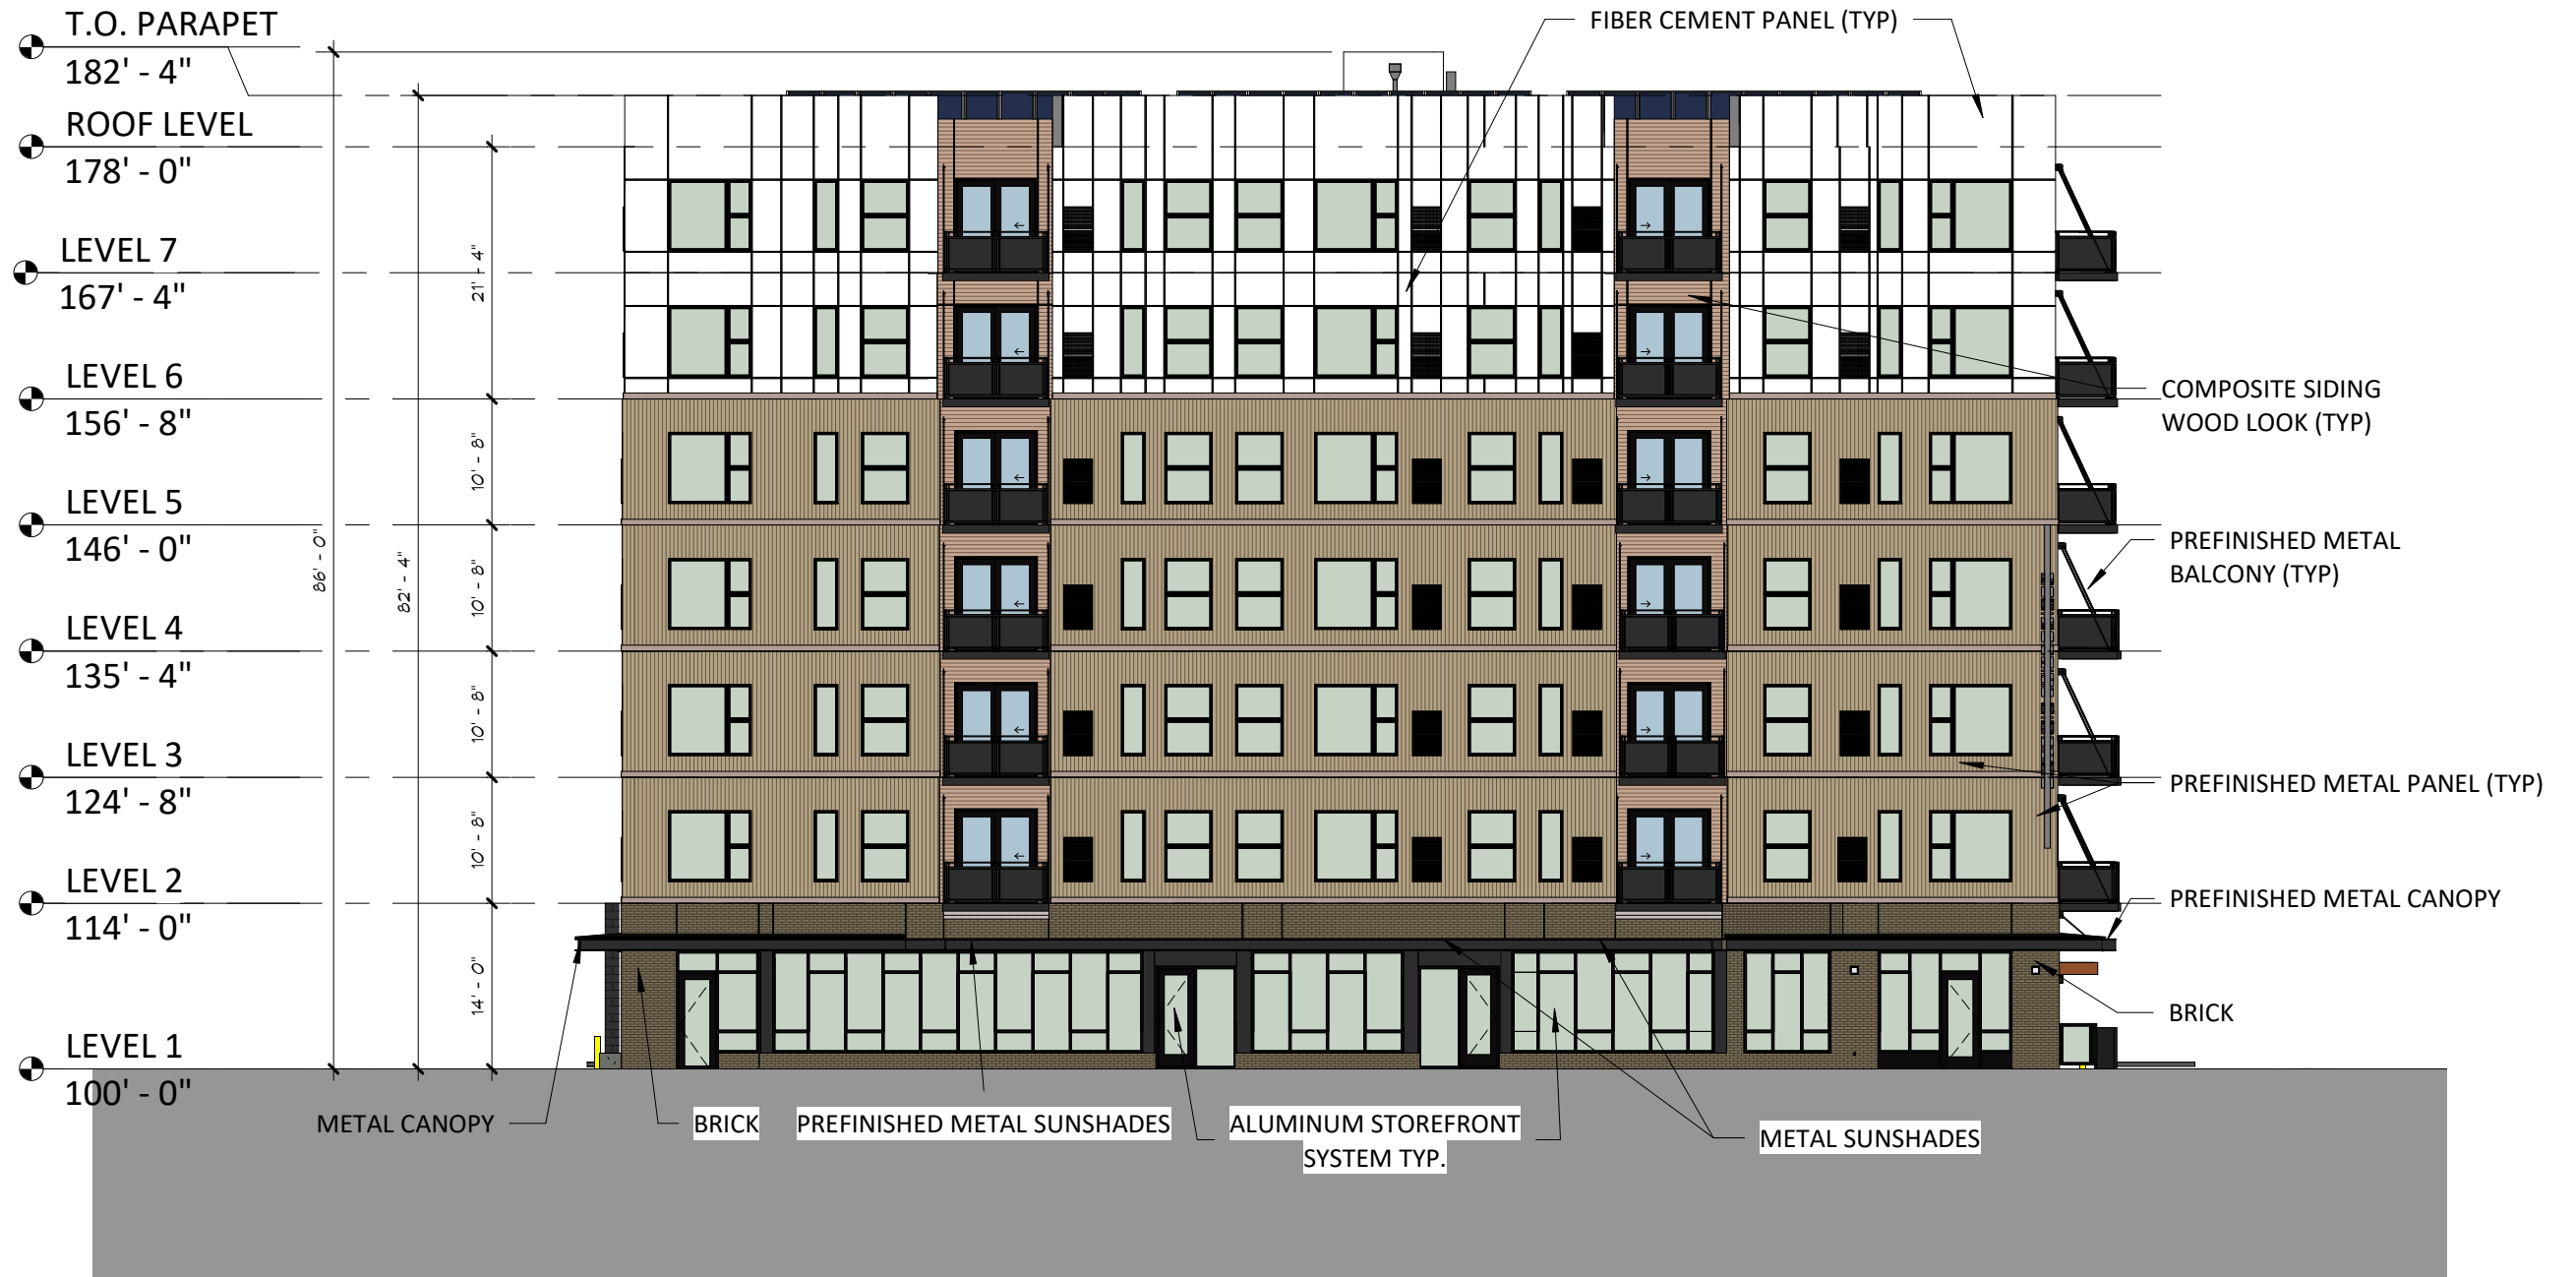 T.O. PARAPET
182' - 4"
ROOF LEVEL
178' - 0"
LEVEL 7
167' - 4"
LEVEL 6
156' - 8"
LEVEL 5
146' - 0"
LEVEL 4
135' - 4"
LEVEL 3
124' - 8"
LEVEL 2
114' - 0"
LEVEL 1
100' - 0"
86' - 0"
82' - 4"
21' - 4"
10' - 8"
10' - 8"
10' - 8"
10' - 8"
14' - 0"
FIBER CEMENT PANEL (TYP)
COMPOSITE SIDING
WOOD LOOK (TYP)
PREFINISHED METAL
BALCONY (TYP)
PREFINISHED METAL PANEL (TYP)
PREFINISHED METAL CANOPY
BRICK
METAL CANOPY
BRICK
PREFINISHED METAL SUNSHADES
ALUMINUM STOREFRONT
SYSTEM TYP.
METAL SUNSHADES